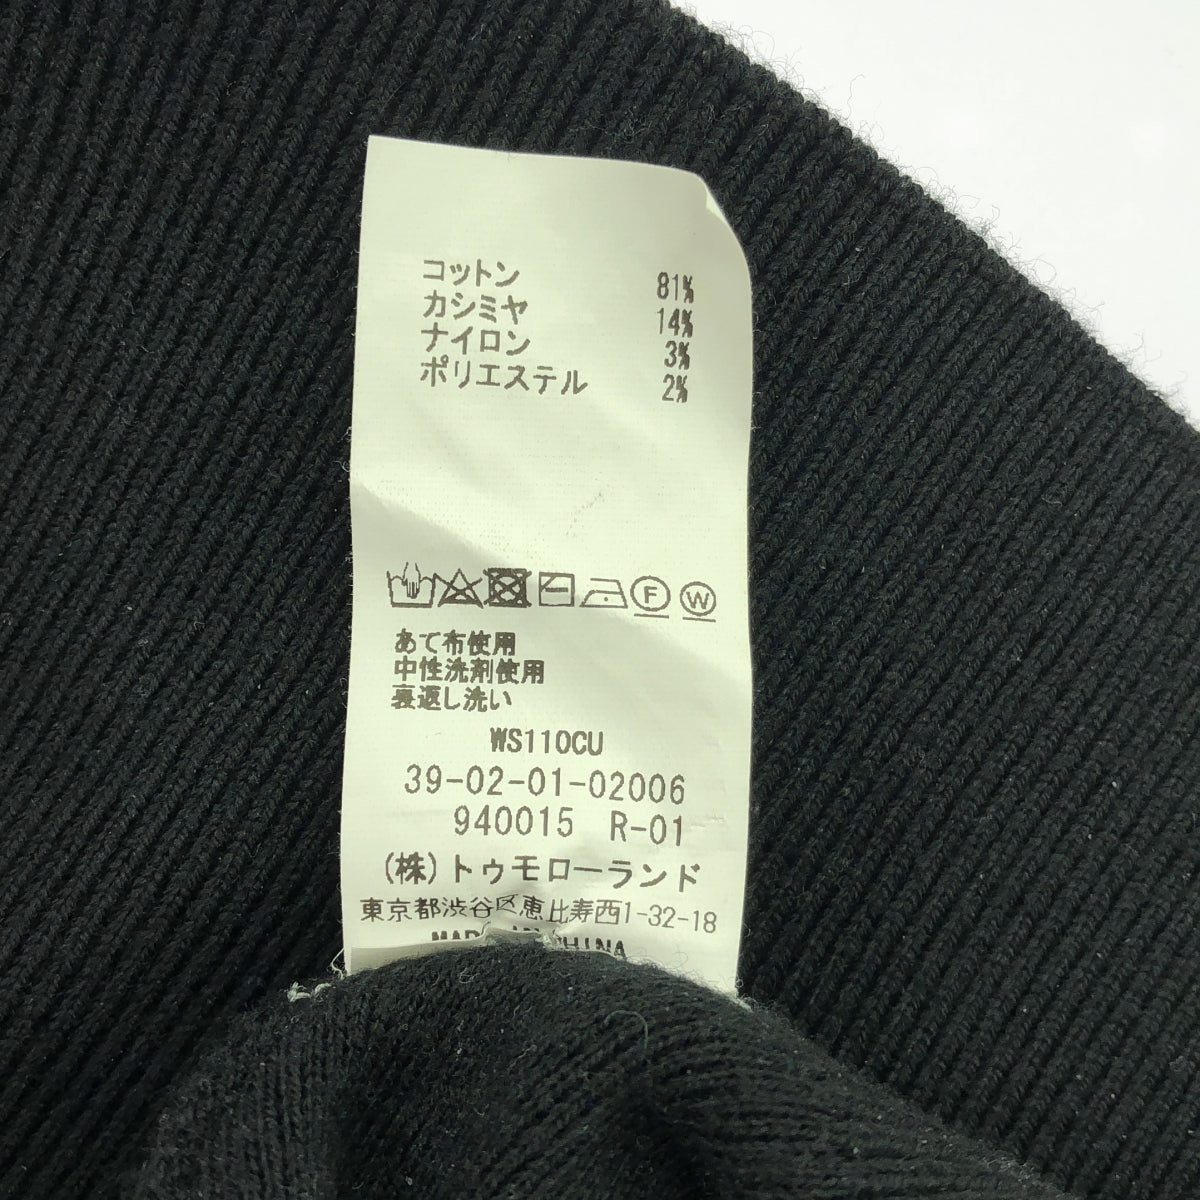 コットン 81%
カシミヤ 14%
ナイロン 3%
ポリエステル 2%
F W
あて布使用
中性洗剤使用
裏返し洗い
WS110CU
39-02-01-02006
940015 R-01
(株)トゥモローランド
東京都渋谷区恵比寿西1-32-18
MADE IN CHINA